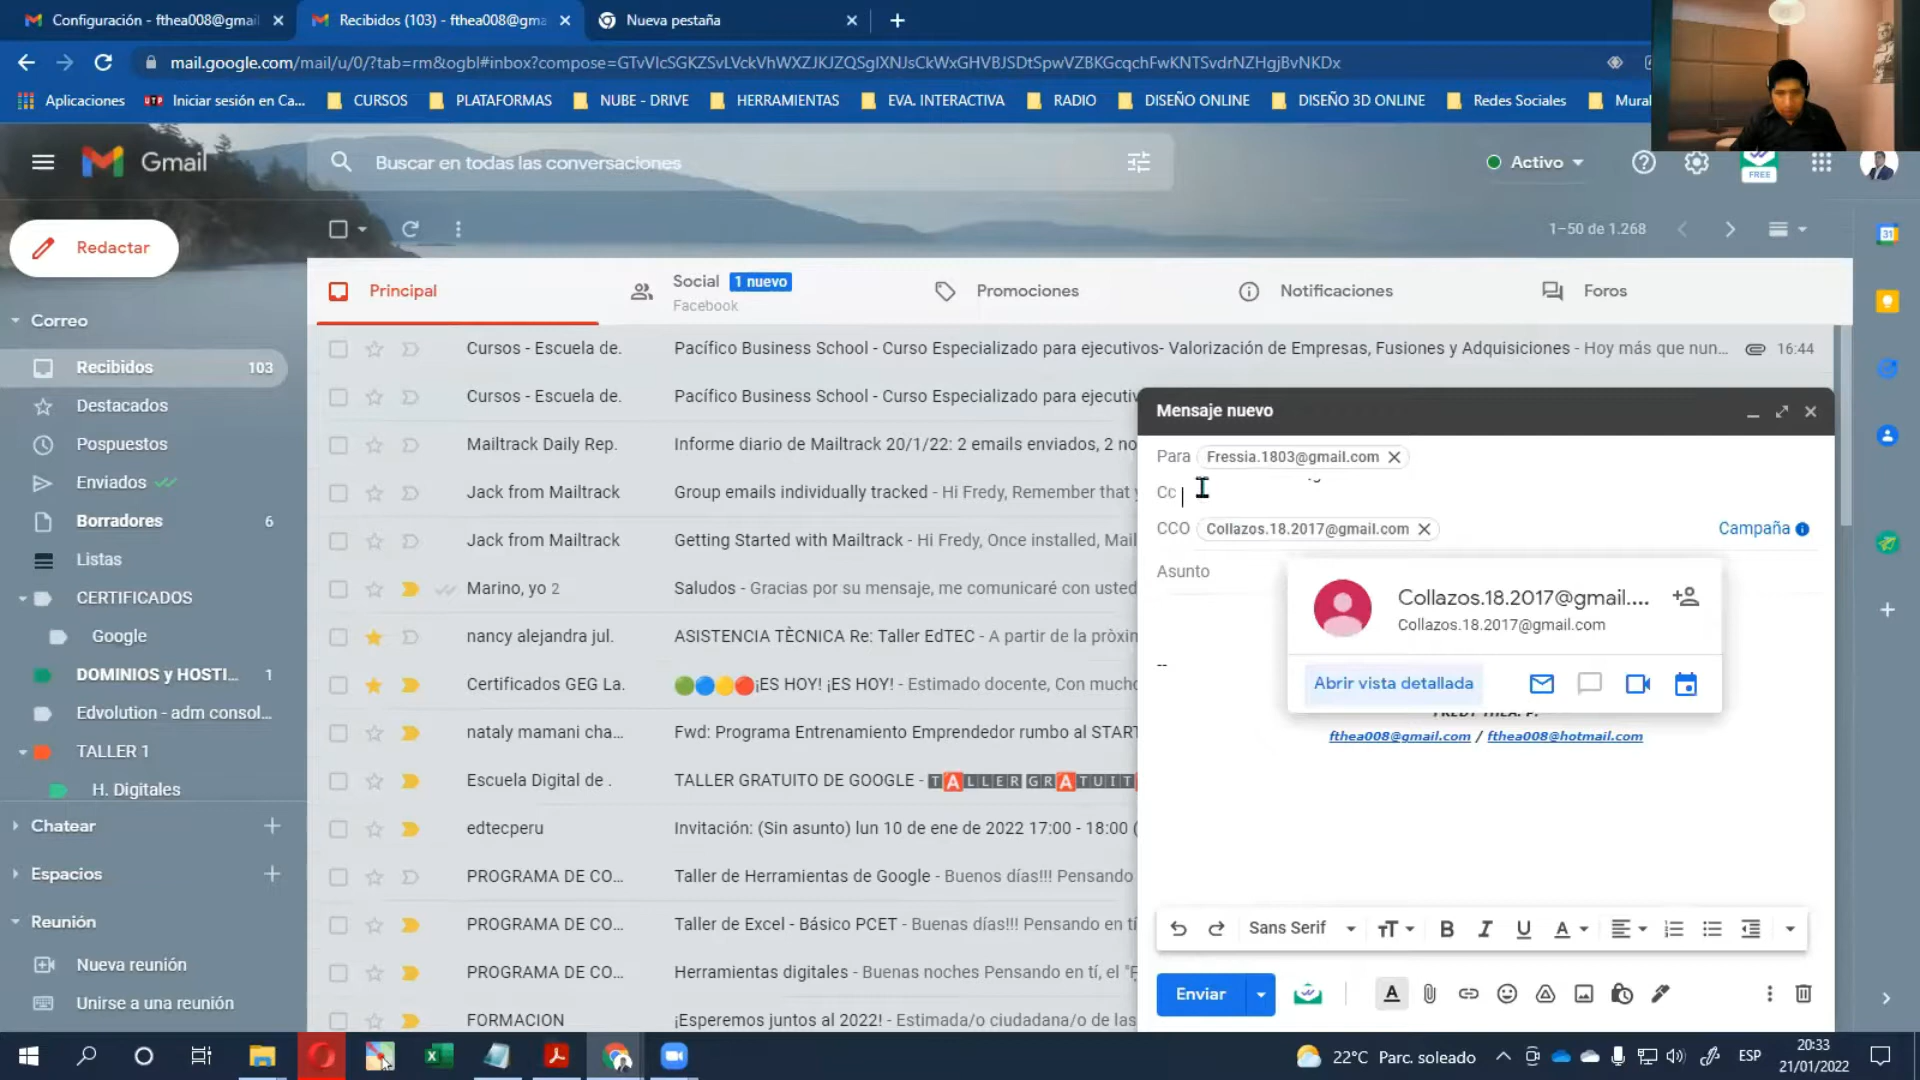 Configuración - fthea008@gmail
Recibidos (103) - fthea008@gma
Nueva pestaña
mail.google.com/mail/u/0/?tab=rm&ogbl#inbox?compose=GTvVlcSGKZSvLVckVhWXZJKJZQSglXNJsCkWxGHVBJSDtSpwVZBKGcqchFwKNTSvdrNZHgjBvNKDx
Aplicaciones
UTP Iniciar sesión en Ca...
CURSOS
PLATAFORMAS
NUBE - DRIVE
HERRAMIENTAS
EVA. INTERACTIVA
RADIO
DISEÑO ONLINE
DISEÑO 3D ONLINE
Redes Sociales
Mural
Gmail
Buscar en todas las conversaciones
Activo
FREE
Redactar
1–50 de 1.268
31
Principal
Social 1 nuevo
Facebook
Promociones
Notificaciones
Foros
Correo
Recibidos 103
Destacados
Pospuestos
Enviados
Borradores 6
Listas
CERTIFICADOS
Google
DOMINIOS y HOSTI... 1
Edvolution - adm consol...
TALLER 1
H. Digitales
Chatear
Espacios
Reunión
Nueva reunión
Unirse a una reunión
Cursos - Escuela de. Pacífico Business School - Curso Especializado para ejecutivos- Valorización de Empresas, Fusiones y Adquisiciones - Hoy más que nun... 16:44
Cursos - Escuela de. Pacífico Business School - Curso Especializado para ejecutiv
Mailtrack Daily Rep. Informe diario de Mailtrack 20/1/22: 2 emails enviados, 2 no
Jack from Mailtrack Group emails individually tracked - Hi Fredy, Remember that y
Jack from Mailtrack Getting Started with Mailtrack - Hi Fredy, Once installed, Mail
Marino, yo 2 Saludos - Gracias por su mensaje, me comunicaré con usted
nancy alejandra jul. ASISTENCIA TÈCNICA Re: Taller EdTEC - A partir de la pròxim
Certificados GEG La. ¡ES HOY! ¡ES HOY! - Estimado docente, Con mucho
nataly mamani cha... Fwd: Programa Entrenamiento Emprendedor rumbo al START
Escuela Digital de . TALLER GRATUITO DE GOOGLE - TALLER GRATUIT
edtecperu Invitación: (Sin asunto) lun 10 de ene de 2022 17:00 - 18:00 (
PROGRAMA DE CO... Taller de Herramientas de Google - Buenos días!!! Pensando
PROGRAMA DE CO... Taller de Excel - Básico PCET - Buenas días!!! Pensando en tí
PROGRAMA DE CO... Herramientas digitales - Buenas noches Pensando en tí, el "F
FORMACION ¡Esperemos juntos al 2022! - Estimada/o ciudadana/o de las
Mensaje nuevo
Para Fressia.1803@gmail.com
Cc
CCO Collazos.18.2017@gmail.com
Campaña
Asunto
Collazos.18.2017@gmail....
Collazos.18.2017@gmail.com
Abrir vista detallada
--
fthea008@gmail.com / fthea008@hotmail.com
Sans Serif
Enviar
22°C Parc. soleado
ESP
20:33
21/01/2022